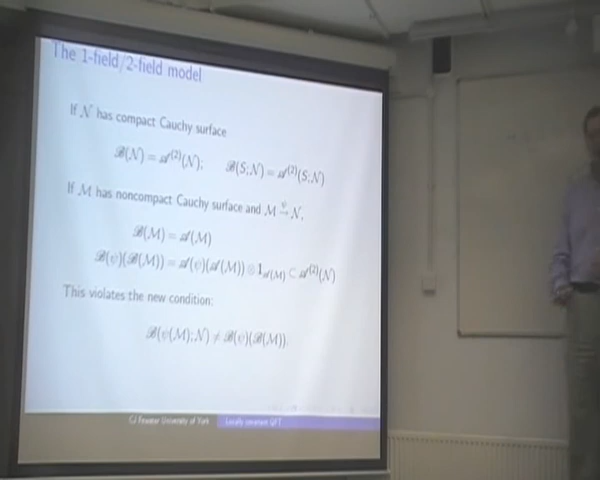 The 1-field/2-field model
If 𝒩 has compact Cauchy surface
ℬ(𝒩) = 𝒜⁽²⁾(𝒩); ℬ(S;𝒩) = 𝒜⁽²⁾(S;𝒩)
If ℳ has noncompact Cauchy surface and ℳ →^ψ 𝒩,
ℬ(ℳ) = 𝒜(ℳ)
ℬ(ψ)(ℬ(ℳ)) = 𝒜(ψ)(𝒜(ℳ)) ⊗ 1_𝒜(ℳ) ⊂ 𝒜⁽²⁾(𝒩)
This violates the new condition:
ℬ(ψ(ℳ);𝒩) ≠ ℬ(ψ)(ℬ(ℳ)).
CJ Fewster University of York Locally covariant QFT